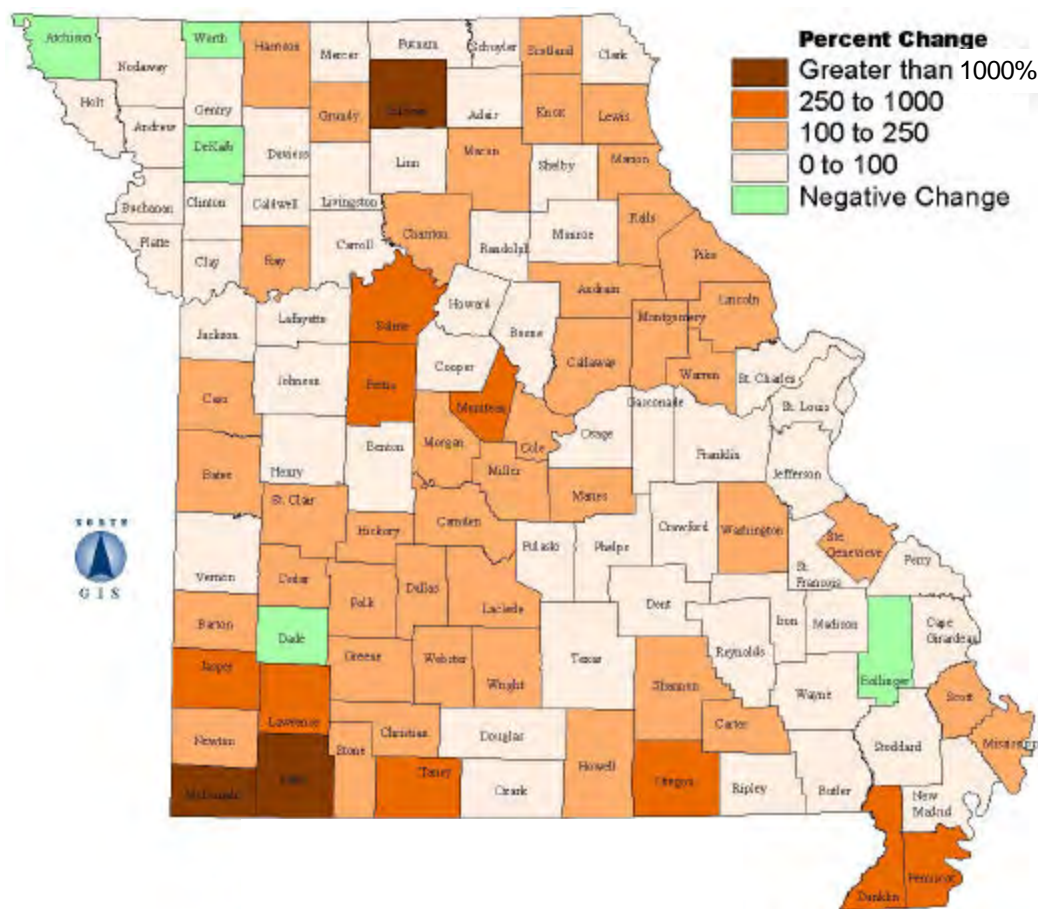 Percent Change
Greater than 1000%
250 to 1000
100 to 250
0 to 100
Negative Change
Atchison
Worth
Harrison
Mercer
Putnam
Schuyler
Scotland
Clark
Nodaway
Holt
Gentry
Grundy
Adair
Knox
Lewis
Andrew
DeKalb
Daviess
Linn
Macon
Shelby
Marion
Buchanan
Clinton
Caldwell
Livingston
Chariton
Randolph
Monroe
Ralls
Platte
Clay
Ray
Carroll
Pike
Howard
Audrain
Lincoln
Jackson
Lafayette
Saline
Boone
Montgomery
Callaway
Warren
St. Charles
Cass
Johnson
Pettis
Cooper
Moniteau
Gasconade
St. Louis
Bates
Henry
Benton
Morgan
Cole
Osage
Franklin
Jefferson
Miller
Maries
St. Clair
Hickory
Camden
Pulaski
Phelps
Crawford
Washington
Ste.
Genevieve
St.
Francois
Perry
NORTH
GIS
Vernon
Cedar
Polk
Dallas
Laclede
Dent
Iron
Madison
Cape
Girardeau
Barton
Dade
Greene
Webster
Wright
Texas
Reynolds
Bollinger
Jasper
Shannon
Wayne
Scott
Lawrence
Christian
Douglas
Carter
Stoddard
Mississippi
Newton
Stone
Taney
Ozark
Howell
Oregon
Ripley
Butler
New
Madrid
McDonald
Dunklin
Pemiscot